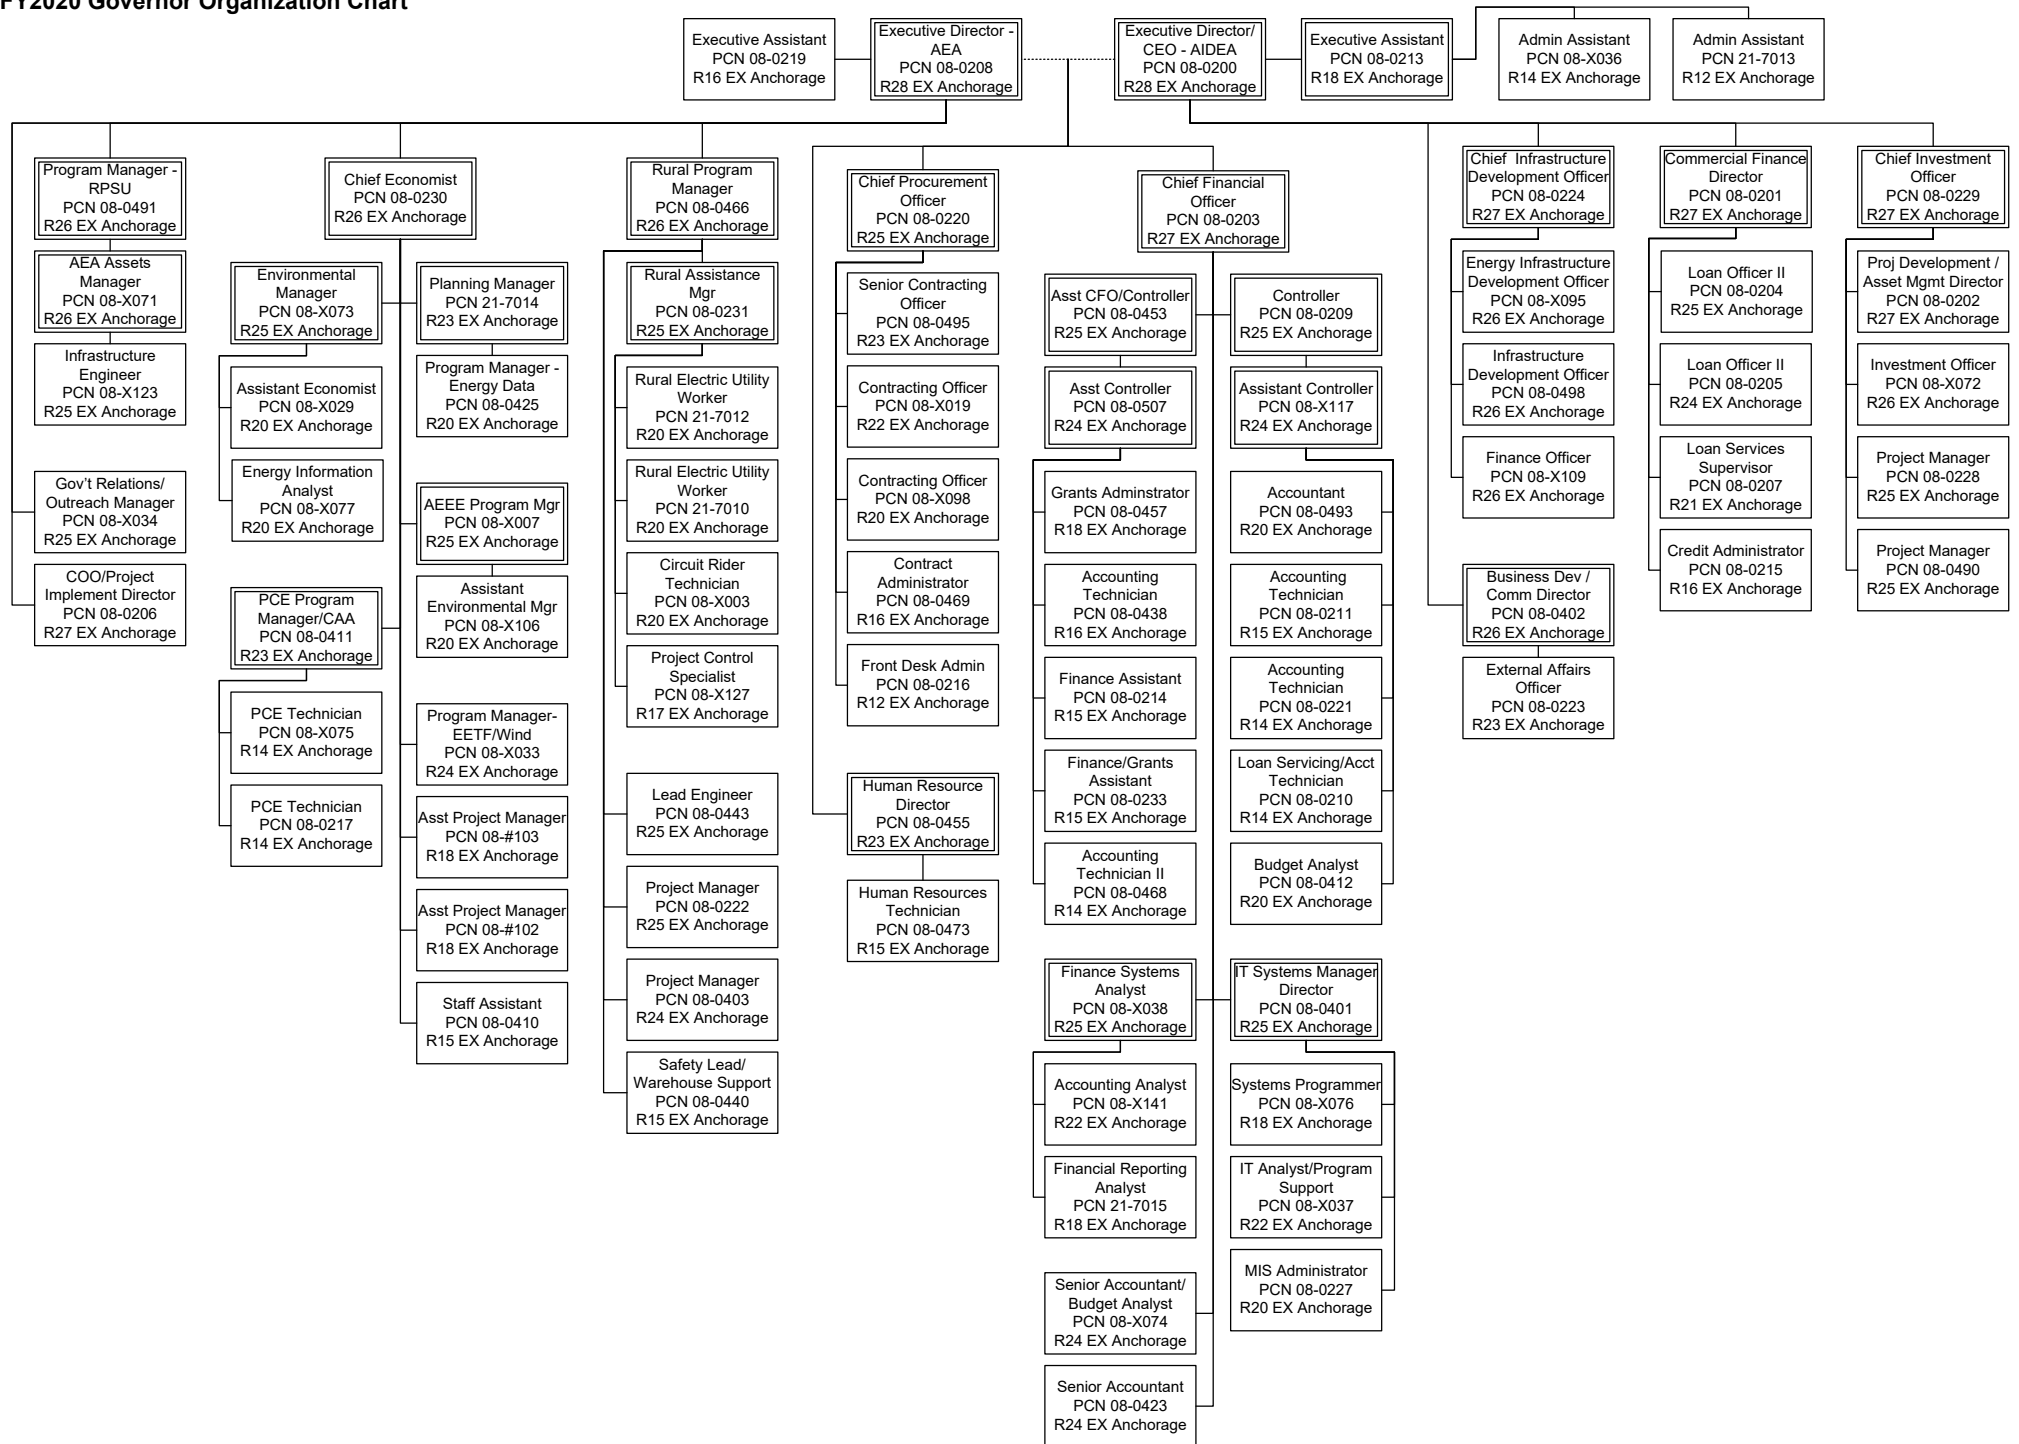 FY2020 Governor Organization Chart
Executive Assistant
PCN 08-0219
R16 EX Anchorage
Executive Director -
AEA
PCN 08-0208
R28 EX Anchorage
Executive Director/
CEO - AIDEA
PCN 08-0200
R28 EX Anchorage
Executive Assistant
PCN 08-0213
R18 EX Anchorage
Admin Assistant
PCN 08-X036
R14 EX Anchorage
Admin Assistant
PCN 21-7013
R12 EX Anchorage
Program Manager -
RPSU
PCN 08-0491
R26 EX Anchorage
AEA Assets
Manager
PCN 08-X071
R26 EX Anchorage
Infrastructure
Engineer
PCN 08-X123
R25 EX Anchorage
Gov't Relations/
Outreach Manager
PCN 08-X034
R25 EX Anchorage
COO/Project
Implement Director
PCN 08-0206
R27 EX Anchorage
Chief Economist
PCN 08-0230
R26 EX Anchorage
Environmental
Manager
PCN 08-X073
R25 EX Anchorage
Assistant Economist
PCN 08-X029
R20 EX Anchorage
Energy Information
Analyst
PCN 08-X077
R20 EX Anchorage
PCE Program
Manager/CAA
PCN 08-0411
R23 EX Anchorage
PCE Technician
PCN 08-X075
R14 EX Anchorage
PCE Technician
PCN 08-0217
R14 EX Anchorage
Planning Manager
PCN 21-7014
R23 EX Anchorage
Program Manager -
Energy Data
PCN 08-0425
R20 EX Anchorage
AEEE Program Mgr
PCN 08-X007
R25 EX Anchorage
Assistant
Environmental Mgr
PCN 08-X106
R20 EX Anchorage
Program Manager-
EETF/Wind
PCN 08-X033
R24 EX Anchorage
Asst Project Manager
PCN 08-#103
R18 EX Anchorage
Asst Project Manager
PCN 08-#102
R18 EX Anchorage
Staff Assistant
PCN 08-0410
R15 EX Anchorage
Rural Program
Manager
PCN 08-0466
R26 EX Anchorage
Rural Assistance
Mgr
PCN 08-0231
R25 EX Anchorage
Rural Electric Utility
Worker
PCN 21-7012
R20 EX Anchorage
Rural Electric Utility
Worker
PCN 21-7010
R20 EX Anchorage
Circuit Rider
Technician
PCN 08-X003
R20 EX Anchorage
Project Control
Specialist
PCN 08-X127
R17 EX Anchorage
Lead Engineer
PCN 08-0443
R25 EX Anchorage
Project Manager
PCN 08-0222
R25 EX Anchorage
Project Manager
PCN 08-0403
R24 EX Anchorage
Safety Lead/
Warehouse Support
PCN 08-0440
R15 EX Anchorage
Chief Procurement
Officer
PCN 08-0220
R25 EX Anchorage
Senior Contracting
Officer
PCN 08-0495
R23 EX Anchorage
Contracting Officer
PCN 08-X019
R22 EX Anchorage
Contracting Officer
PCN 08-X098
R20 EX Anchorage
Contract
Administrator
PCN 08-0469
R16 EX Anchorage
Front Desk Admin
PCN 08-0216
R12 EX Anchorage
Human Resource
Director
PCN 08-0455
R23 EX Anchorage
Human Resources
Technician
PCN 08-0473
R15 EX Anchorage
Chief Financial
Officer
PCN 08-0203
R27 EX Anchorage
Asst CFO/Controller
PCN 08-0453
R25 EX Anchorage
Asst Controller
PCN 08-0507
R24 EX Anchorage
Grants Adminstrator
PCN 08-0457
R18 EX Anchorage
Accounting
Technician
PCN 08-0438
R16 EX Anchorage
Finance Assistant
PCN 08-0214
R15 EX Anchorage
Finance/Grants
Assistant
PCN 08-0233
R15 EX Anchorage
Accounting
Technician II
PCN 08-0468
R14 EX Anchorage
Finance Systems
Analyst
PCN 08-X038
R25 EX Anchorage
Accounting Analyst
PCN 08-X141
R22 EX Anchorage
Financial Reporting
Analyst
PCN 21-7015
R18 EX Anchorage
Senior Accountant/
Budget Analyst
PCN 08-X074
R24 EX Anchorage
Senior Accountant
PCN 08-0423
R24 EX Anchorage
Controller
PCN 08-0209
R25 EX Anchorage
Assistant Controller
PCN 08-X117
R24 EX Anchorage
Accountant
PCN 08-0493
R20 EX Anchorage
Accounting
Technician
PCN 08-0211
R15 EX Anchorage
Accounting
Technician
PCN 08-0221
R14 EX Anchorage
Loan Servicing/Acct
Technician
PCN 08-0210
R14 EX Anchorage
Budget Analyst
PCN 08-0412
R20 EX Anchorage
IT Systems Manager
Director
PCN 08-0401
R25 EX Anchorage
Systems Programmer
PCN 08-X076
R18 EX Anchorage
IT Analyst/Program
Support
PCN 08-X037
R22 EX Anchorage
MIS Administrator
PCN 08-0227
R20 EX Anchorage
Chief  Infrastructure
Development Officer
PCN 08-0224
R27 EX Anchorage
Energy Infrastructure
Development Officer
PCN 08-X095
R26 EX Anchorage
Infrastructure
Development Officer
PCN 08-0498
R26 EX Anchorage
Finance Officer
PCN 08-X109
R26 EX Anchorage
Business Dev /
Comm Director
PCN 08-0402
R26 EX Anchorage
External Affairs
Officer
PCN 08-0223
R23 EX Anchorage
Commercial Finance
Director
PCN 08-0201
R27 EX Anchorage
Loan Officer II
PCN 08-0204
R25 EX Anchorage
Loan Officer II
PCN 08-0205
R24 EX Anchorage
Loan Services
Supervisor
PCN 08-0207
R21 EX Anchorage
Credit Administrator
PCN 08-0215
R16 EX Anchorage
Chief Investment
Officer
PCN 08-0229
R27 EX Anchorage
Proj Development /
Asset Mgmt Director
PCN 08-0202
R27 EX Anchorage
Investment Officer
PCN 08-X072
R26 EX Anchorage
Project Manager
PCN 08-0228
R25 EX Anchorage
Project Manager
PCN 08-0490
R25 EX Anchorage